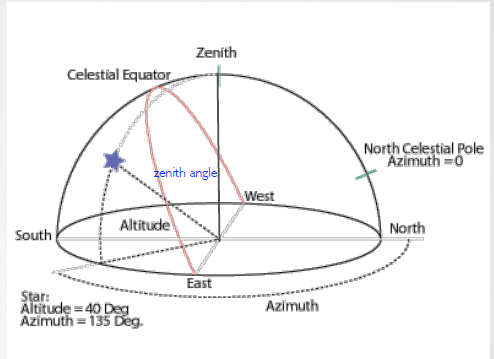 Zenith
Celestial Equator
North Celestial Pole
Azimuth = 0
zenith angle
West
Altitude
South
North
East
Star:
Altitude = 40 Deg
Azimuth = 135 Deg.
Azimuth